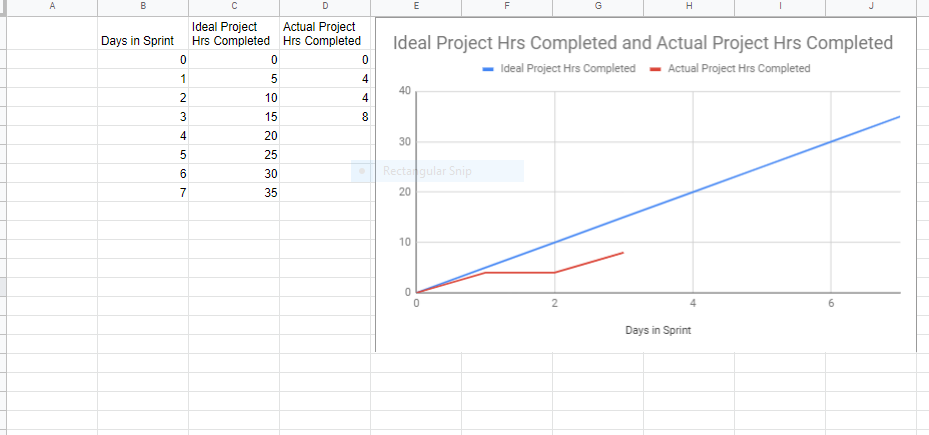 A B C D E F G H I J
Ideal Project Actual Project
Days in Sprint Hrs Completed Hrs Completed
0 0 0
1 5 4
2 10 4
3 15 8
4 20
5 25
6 30
7 35
Ideal Project Hrs Completed and Actual Project Hrs Completed
Ideal Project Hrs Completed Actual Project Hrs Completed
40
30
20
10
0
0 2 4 6
Days in Sprint
Rectangular Snip